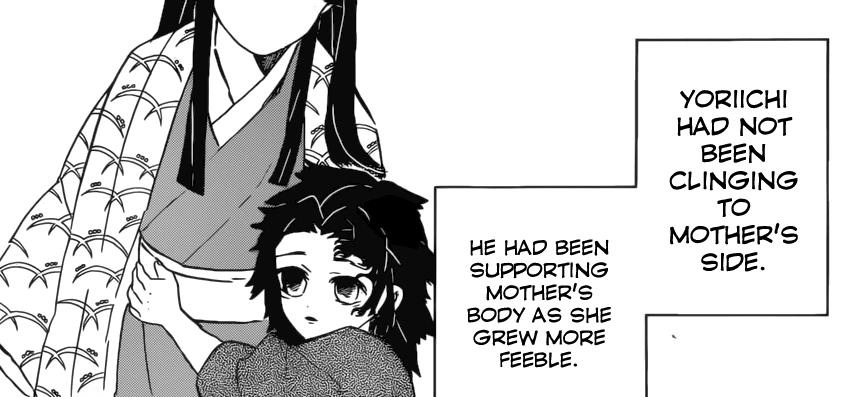 YORIICHI
HAD NOT
BEEN
CLINGING
TO
MOTHER'S
SIDE.
HE HAD BEEN
SUPPORTING
MOTHER'S
BODY AS SHE
GREW MORE
FEEBLE.